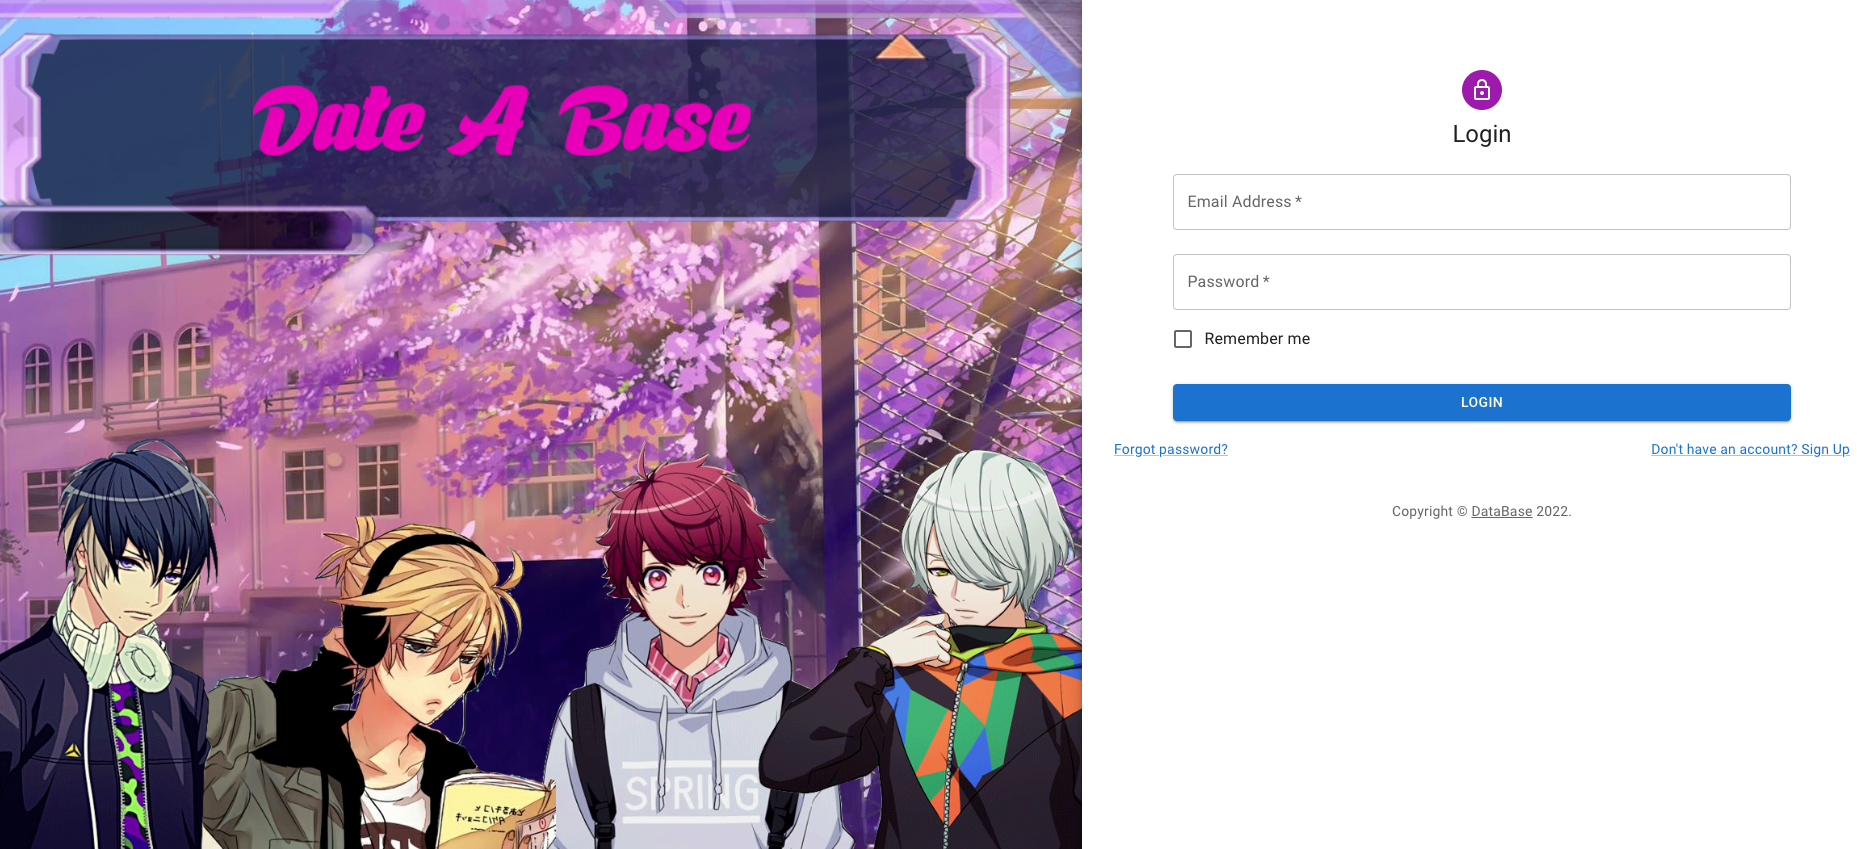 Date A Base
SPRING
Login
Email Address *
Password *
Remember me
LOGIN
Forgot password?
Don't have an account? Sign Up
Copyright © DataBase 2022.